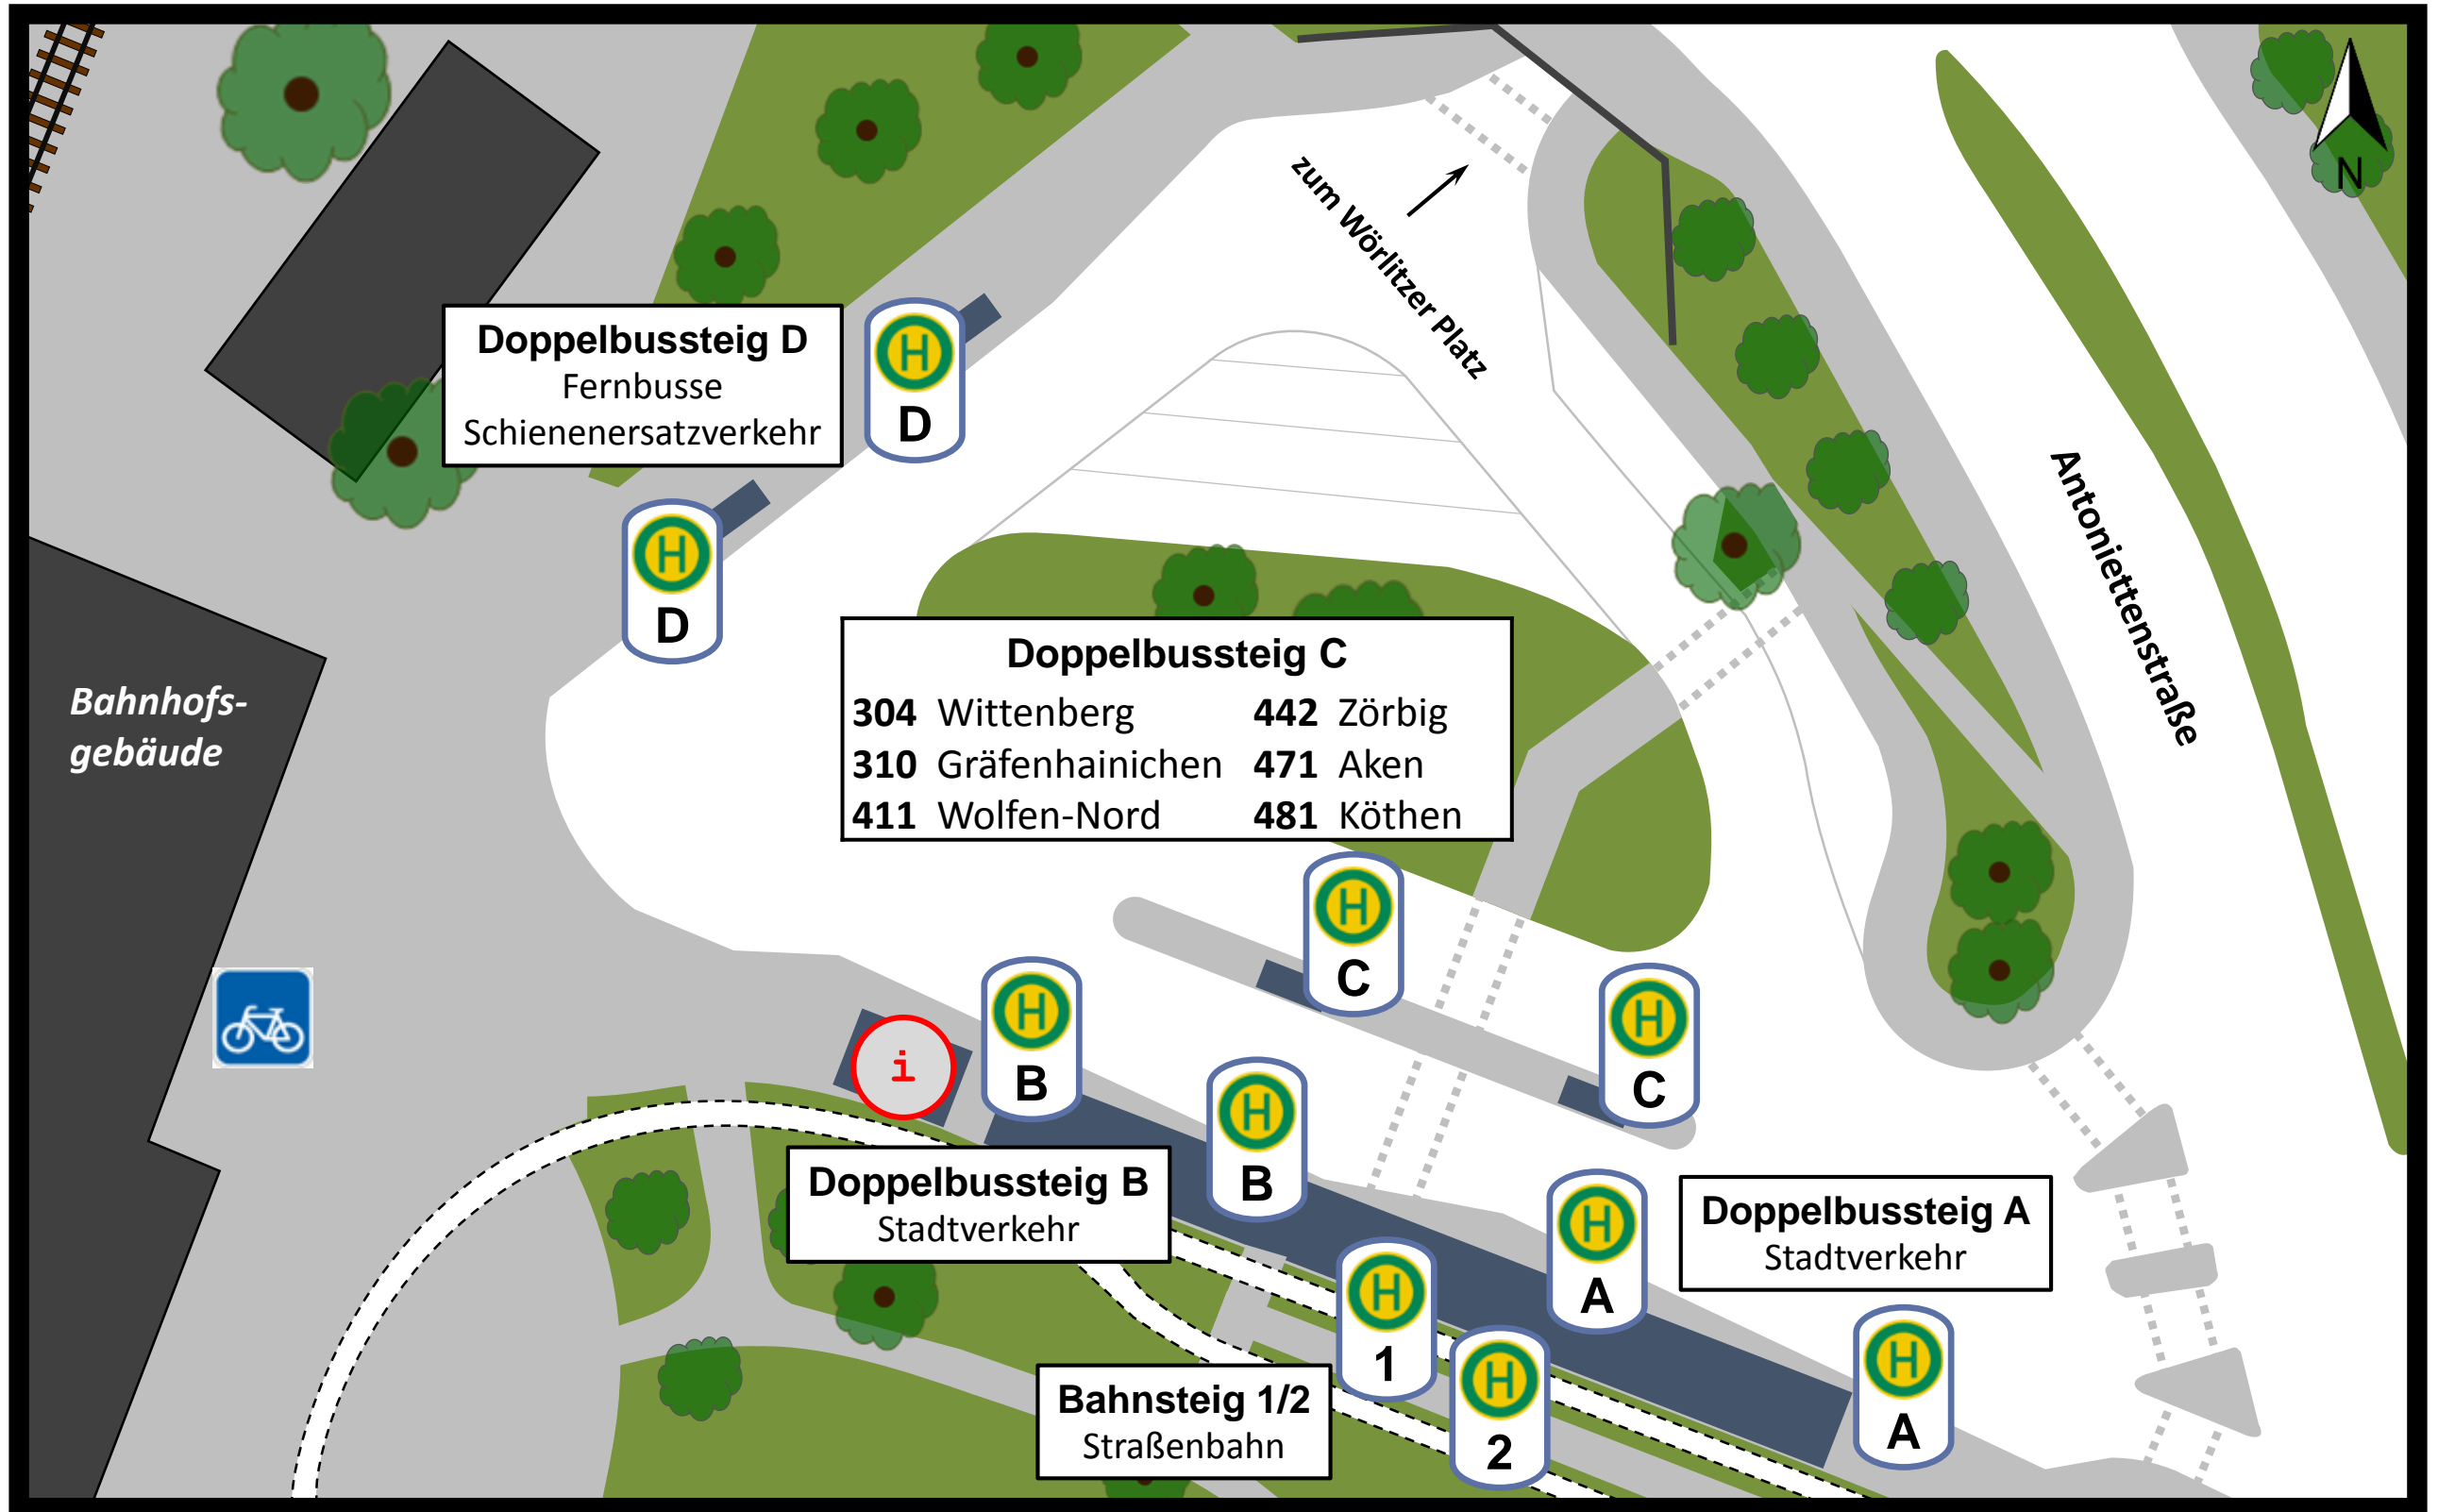 N
zum Wörlitzer Platz
Doppelbussteig D
Fernbusse
Schienenersatzverkehr
H
D
H
D
Antoniettenstraße
Bahnhofs-
gebäude
Doppelbussteig C
304 Wittenberg 442 Zörbig
310 Gräfenhainichen 471 Aken
411 Wolfen-Nord 481 Köthen
H
C
H
C
i
H
B
H
B
Doppelbussteig B
Stadtverkehr
H
A
Doppelbussteig A
Stadtverkehr
H
1
H
2
H
A
Bahnsteig 1/2
Straßenbahn